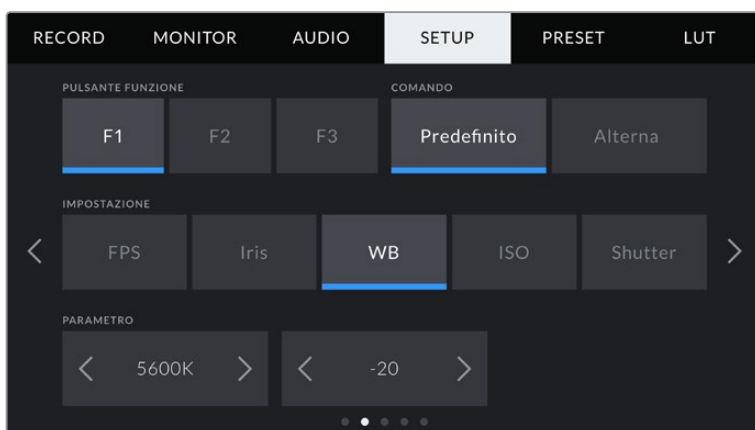 RECORD MONITOR AUDIO SETUP PRESET LUT
PULSANTE FUNZIONE COMANDO
F1 F2 F3 Predefinito Alterna
IMPOSTAZIONE
FPS Iris WB ISO Shutter
PARAMETRO
5600K -20